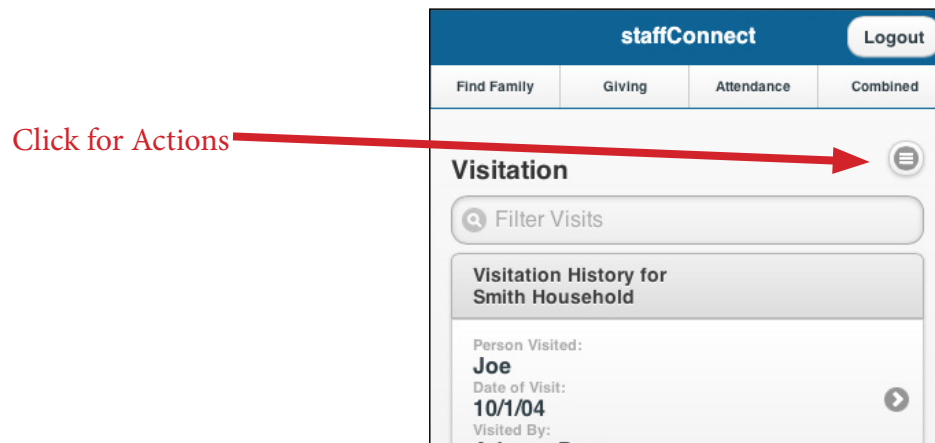 staffConnect
Logout
Find Family Giving Attendance Combined
Click for Actions
Visitation
Filter Visits
Visitation History for
Smith Household
Person Visited:
Joe
Date of Visit:
10/1/04
Visited By: